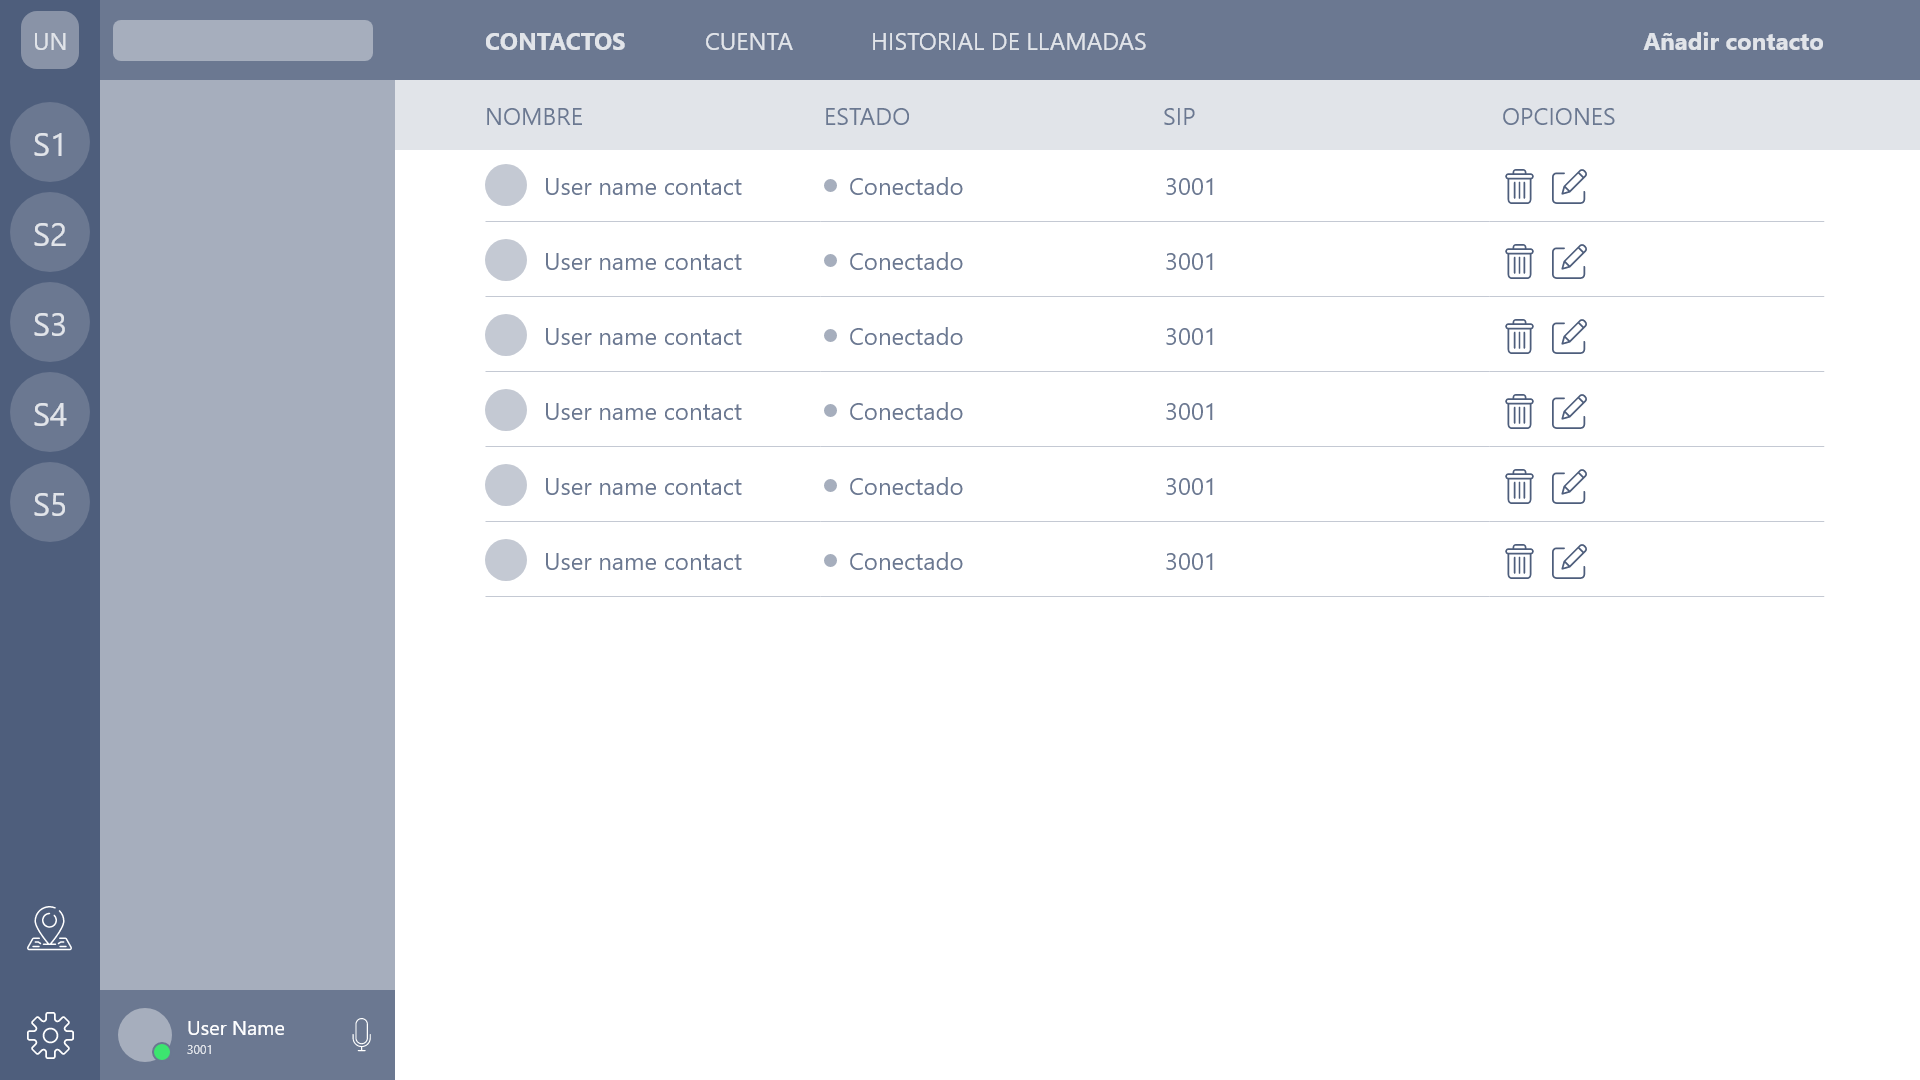 UN
CONTACTOS CUENTA HISTORIAL DE LLAMADAS Añadir contacto
NOMBRE ESTADO SIP OPCIONES
S1
S2
S3
S4
S5
User name contact Conectado 3001
User name contact Conectado 3001
User name contact Conectado 3001
User name contact Conectado 3001
User name contact Conectado 3001
User name contact Conectado 3001
User Name
3001